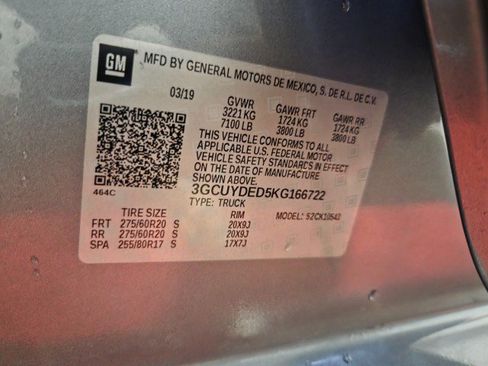 GM
MFD BY GENERAL MOTORS DE MEXICO, S. DE R.L. DE C.V.
03/19 GVWR GAWR FRT GAWR RR
3221 KG 1724 KG 1724 KG
7100 LB 3800 LB 3800 LB
THIS VEHICLE CONFORMS TO ALL
APPLICABLE U.S. FEDERAL MOTOR
VEHICLE SAFETY STANDARDS IN EFFECT
ON THE DATE OF MANUFACTURE
SHOWN ABOVE.
464C 3GCUYDED5KG166722
TYPE: TRUCK
TIRE SIZE RIM MODEL:
FRT 275/60R20 S 20X9J
RR 275/60R20 S 20X9J
SPA 255/80R17 S 17X7J